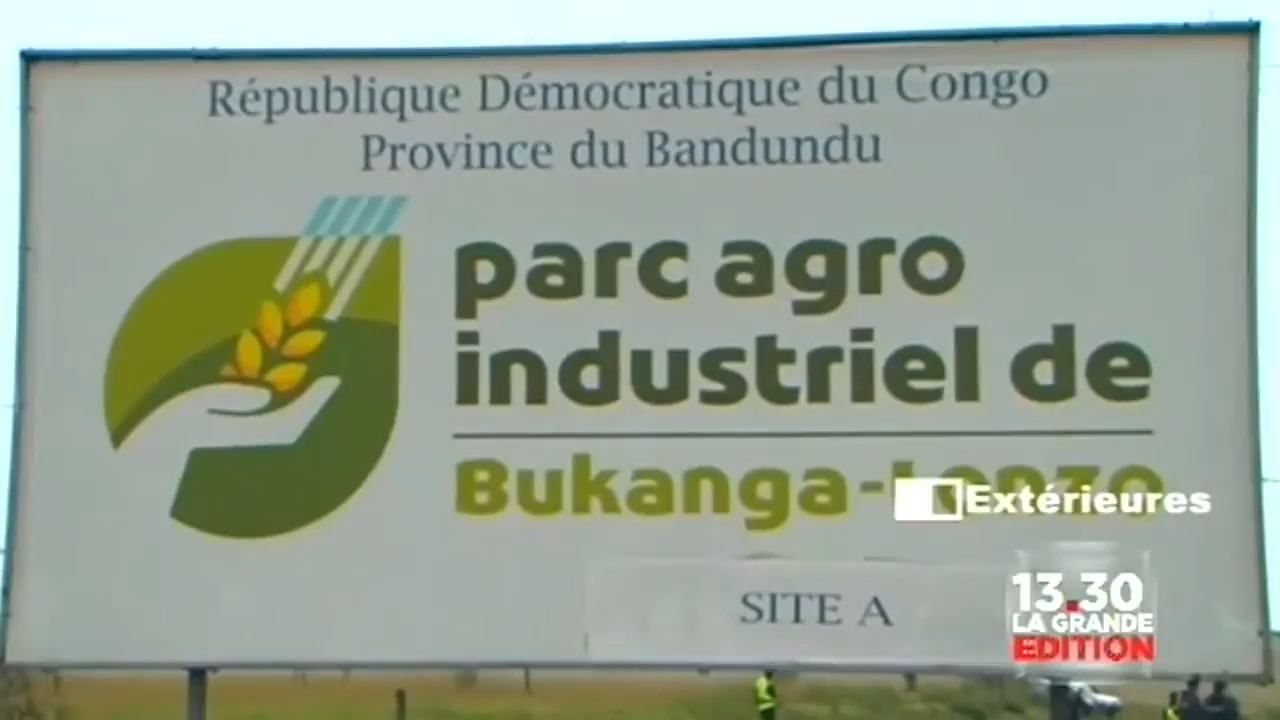 République Démocratique du Congo
Province du Bandundu
parc agro
industriel de
Bukanga-Lonzo
Extérieures
SITE A
13.30
LA GRANDE
EDITION